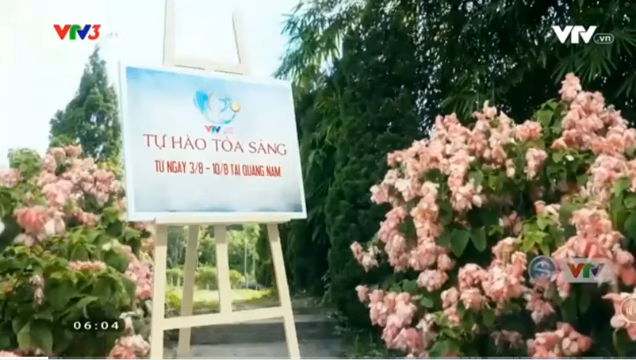 VTV3
VTV.vn
VTV
TỰ HÀO TỎA SÁNG
TỪ NGÀY 3/8 - 10/8 TẠI QUẢNG NAM
VTV
06:04